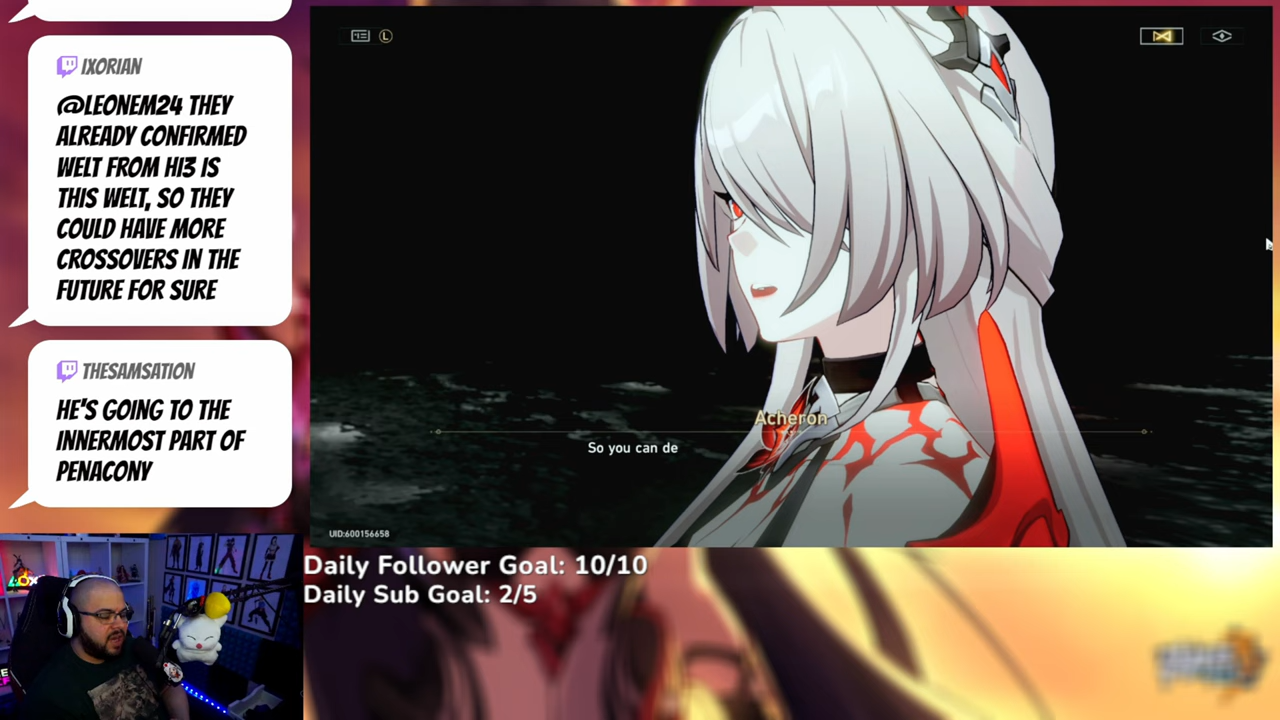 IXORIAN
@LEONEM24 THEY
ALREADY CONFIRMED
WELT FROM HI3 IS
THIS WELT, SO THEY
COULD HAVE MORE
CROSSOVERS IN THE
FUTURE FOR SURE
THESAMSATION
HE'S GOING TO THE
INNERMOST PART OF
PENACONY
L
Acheron
So you can de
UID:600156658
Daily Follower Goal: 10/10
Daily Sub Goal: 2/5